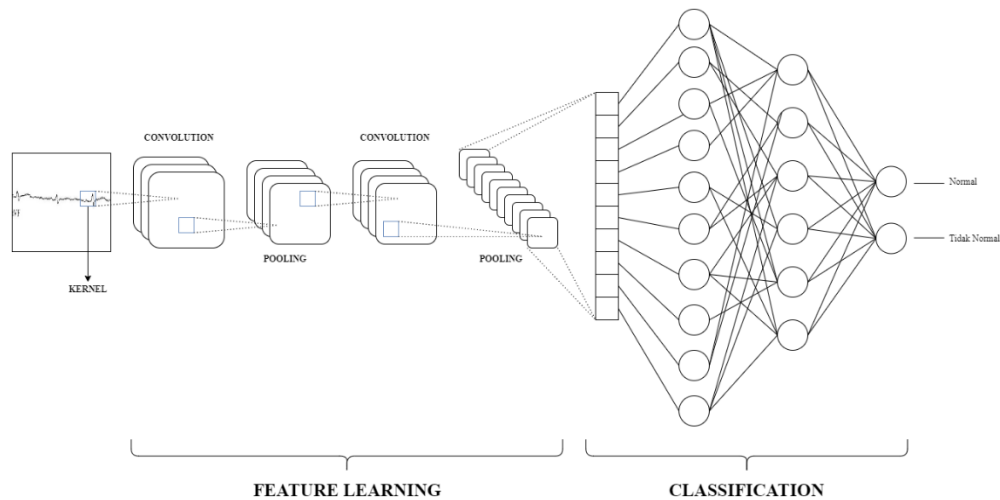 CONVOLUTION
CONVOLUTION
KERNEL
POOLING
POOLING
Normal
Tidak Normal
FEATURE LEARNING
CLASSIFICATION